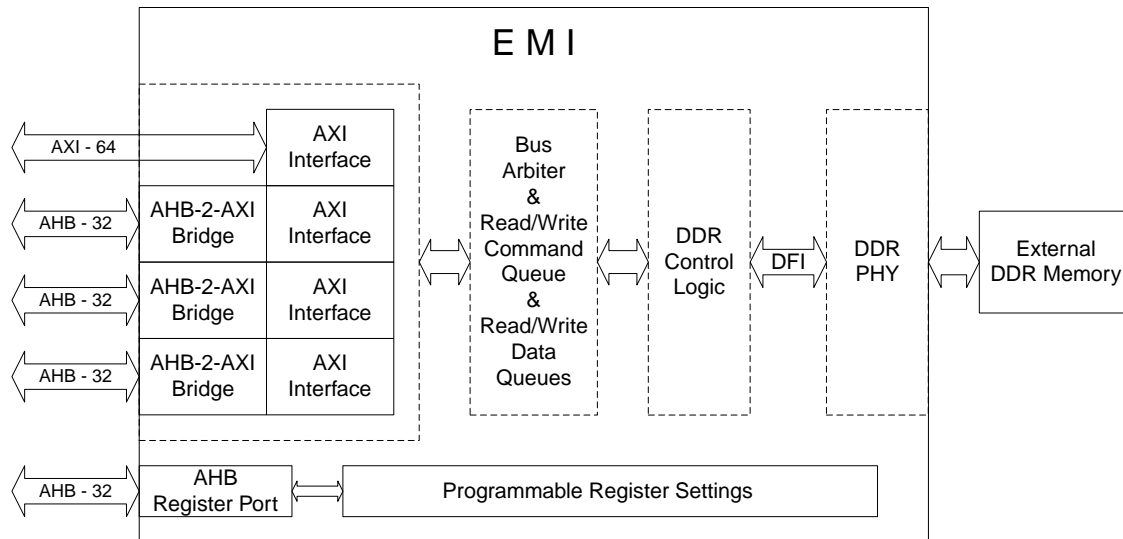 E M I
AXI - 64
AXI
Interface
AHB - 32
AHB-2-AXI
Bridge
AXI
Interface
AHB - 32
AHB-2-AXI
Bridge
AXI
Interface
AHB - 32
AHB-2-AXI
Bridge
AXI
Interface
Bus
Arbiter
&
Read/Write
Command
Queue
&
Read/Write
Data
Queues
DDR
Control
Logic
DFI
DDR
PHY
External
DDR Memory
AHB - 32
AHB
Register Port
Programmable Register Settings